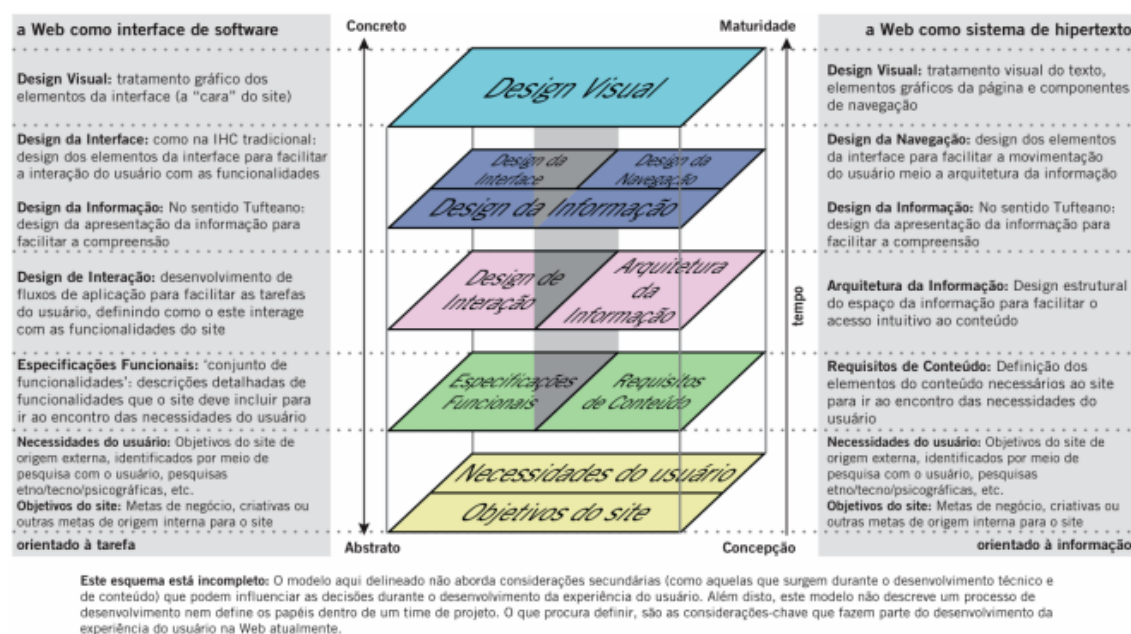 a Web como interface de software
Concreto
Maturidade
a Web como sistema de hipertexto
Design Visual: tratamento gráfico dos
elementos da interface (a “cara” do site)
Design da Interface: como na IHC tradicional:
design dos elementos da interface para facilitar
a interação do usuário com as funcionalidades
Design da Informação: No sentido Tufteano:
design da apresentação da informação para
facilitar a compreensão
Design de Interação: desenvolvimento de
fluxos de aplicação para facilitar as tarefas
do usuário, definindo como o este interage
com as funcionalidades do site
Especificações Funcionais: ‘conjunto de
funcionalidades’: descrições detalhadas de
funcionalidades que o site deve incluir para
ir ao encontro das necessidades do usuário
Necessidades do usuário: Objetivos do site de
origem externa, identificados por meio de
pesquisa com o usuário, pesquisas
etno/tecno/psicográficas, etc.
Objetivos do site: Metas de negócio, criativas ou
outras metas de origem interna para o site
orientado à tarefa
Design Visual
Design da
Interface
Design da
Navegação
Design da Informação
Design de
Interação
Arquitetura
da
Informação
Especificações
Funcionais
Requisitos
de Conteúdo
Necessidades do usuário
Objetivos do site
tempo
Abstrato
Concepção
Design Visual: tratamento visual do texto,
elementos gráficos da página e componentes
de navegação
Design da Navegação: design dos elementos
da interface para facilitar a movimentação
do usuário meio a arquitetura da informação
Design da Informação: No sentido Tufteano:
design da apresentação da informação para
facilitar a compreensão
Arquitetura da Informação: Design estrutural
do espaço da informação para facilitar o
acesso intuitivo ao conteúdo
Requisitos de Conteúdo: Definição dos
elementos do conteúdo necessários ao site
para ir ao encontro das necessidades do
usuário
Necessidades do usuário: Objetivos do site de
origem externa, identificados por meio de
pesquisa com o usuário, pesquisas
etno/tecno/psicográficas, etc.
Objetivos do site: Metas de negócio, criativas ou
outras metas de origem interna para o site
orientado à informação
Este esquema está incompleto: O modelo aqui delineado não aborda considerações secundárias (como aquelas que surgem durante o desenvolvimento técnico e
de conteúdo) que podem influenciar as decisões durante o desenvolvimento da experiência do usuário. Além disto, este modelo não descreve um processo de
desenvolvimento nem define os papéis dentro de um time de projeto. O que procura definir, são as considerações-chave que fazem parte do desenvolvimento da
experiência do usuário na Web atualmente.